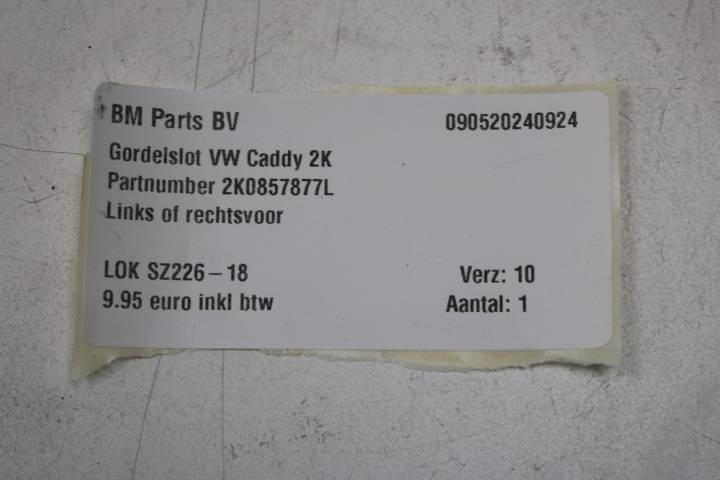 BM Parts BV 090520240924
Gordelslot VW Caddy 2K
Partnumber 2K0857877L
Links of rechtsvoor
LOK SZ226-18 Verz: 10
9.95 euro inkl btw Aantal: 1